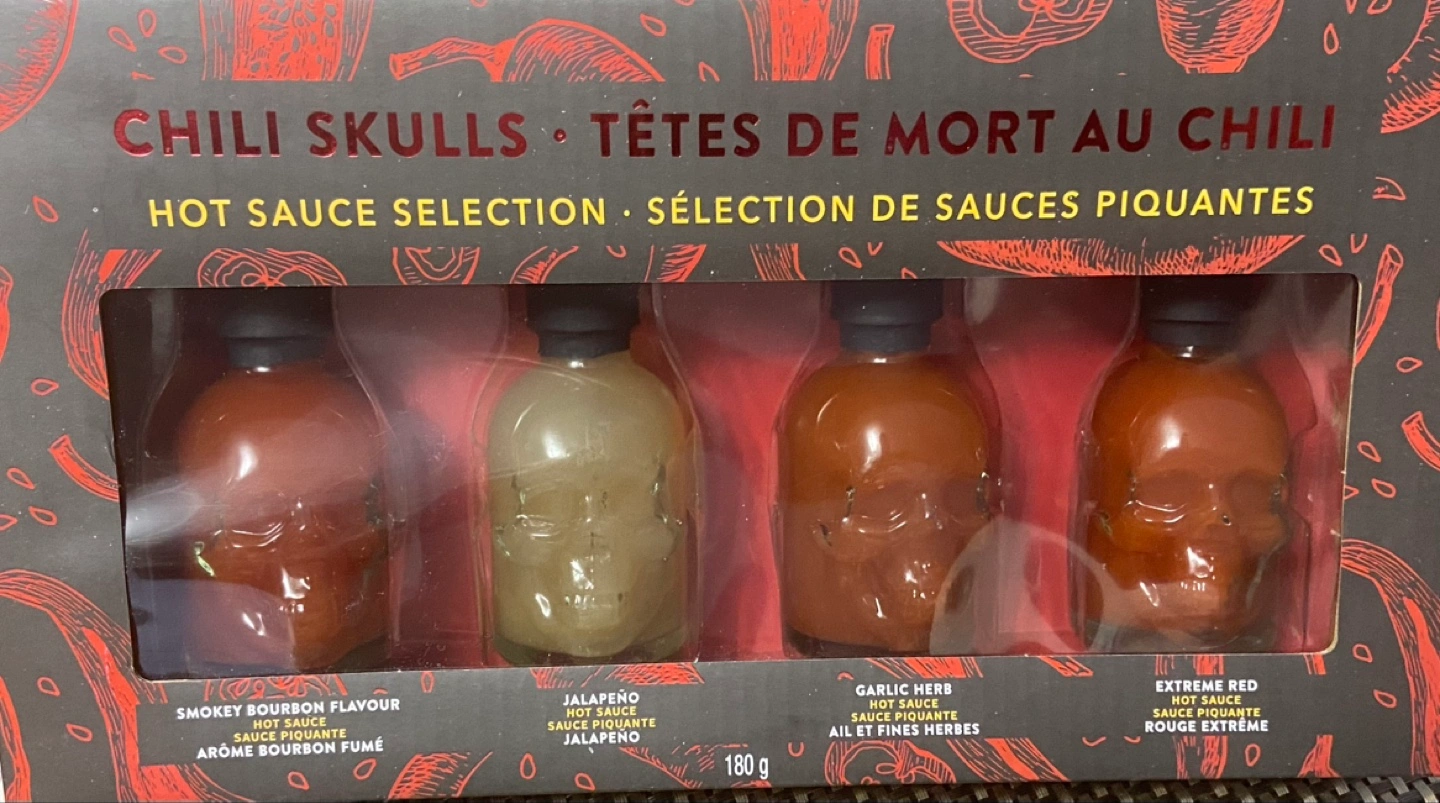 CHILI SKULLS · TÊTES DE MORT AU CHILI
HOT SAUCE SELECTION · SÉLECTION DE SAUCES PIQUANTES
SMOKEY BOURBON FLAVOUR
HOT SAUCE
SAUCE PIQUANTE
ARÔME BOURBON FUMÉ
JALAPEÑO
HOT SAUCE
SAUCE PIQUANTE
JALAPEÑO
GARLIC HERB
HOT SAUCE
SAUCE PIQUANTE
AIL ET FINES HERBES
EXTREME RED
HOT SAUCE
SAUCE PIQUANTE
ROUGE EXTRÊME
180 g